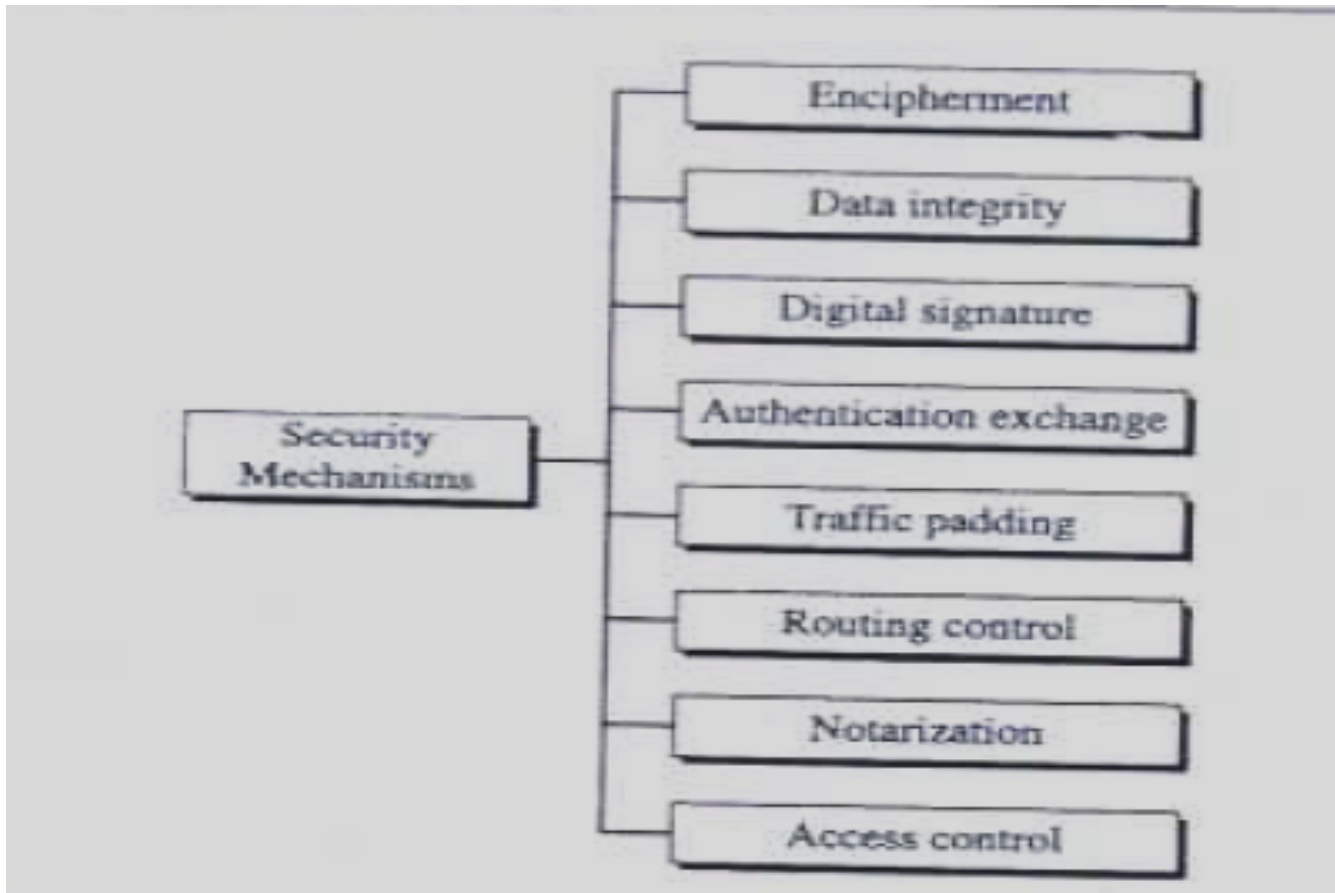 Security
Mechanisms
Encipherment
Data integrity
Digital signature
Authentication exchange
Traffic padding
Routing control
Notarization
Access control